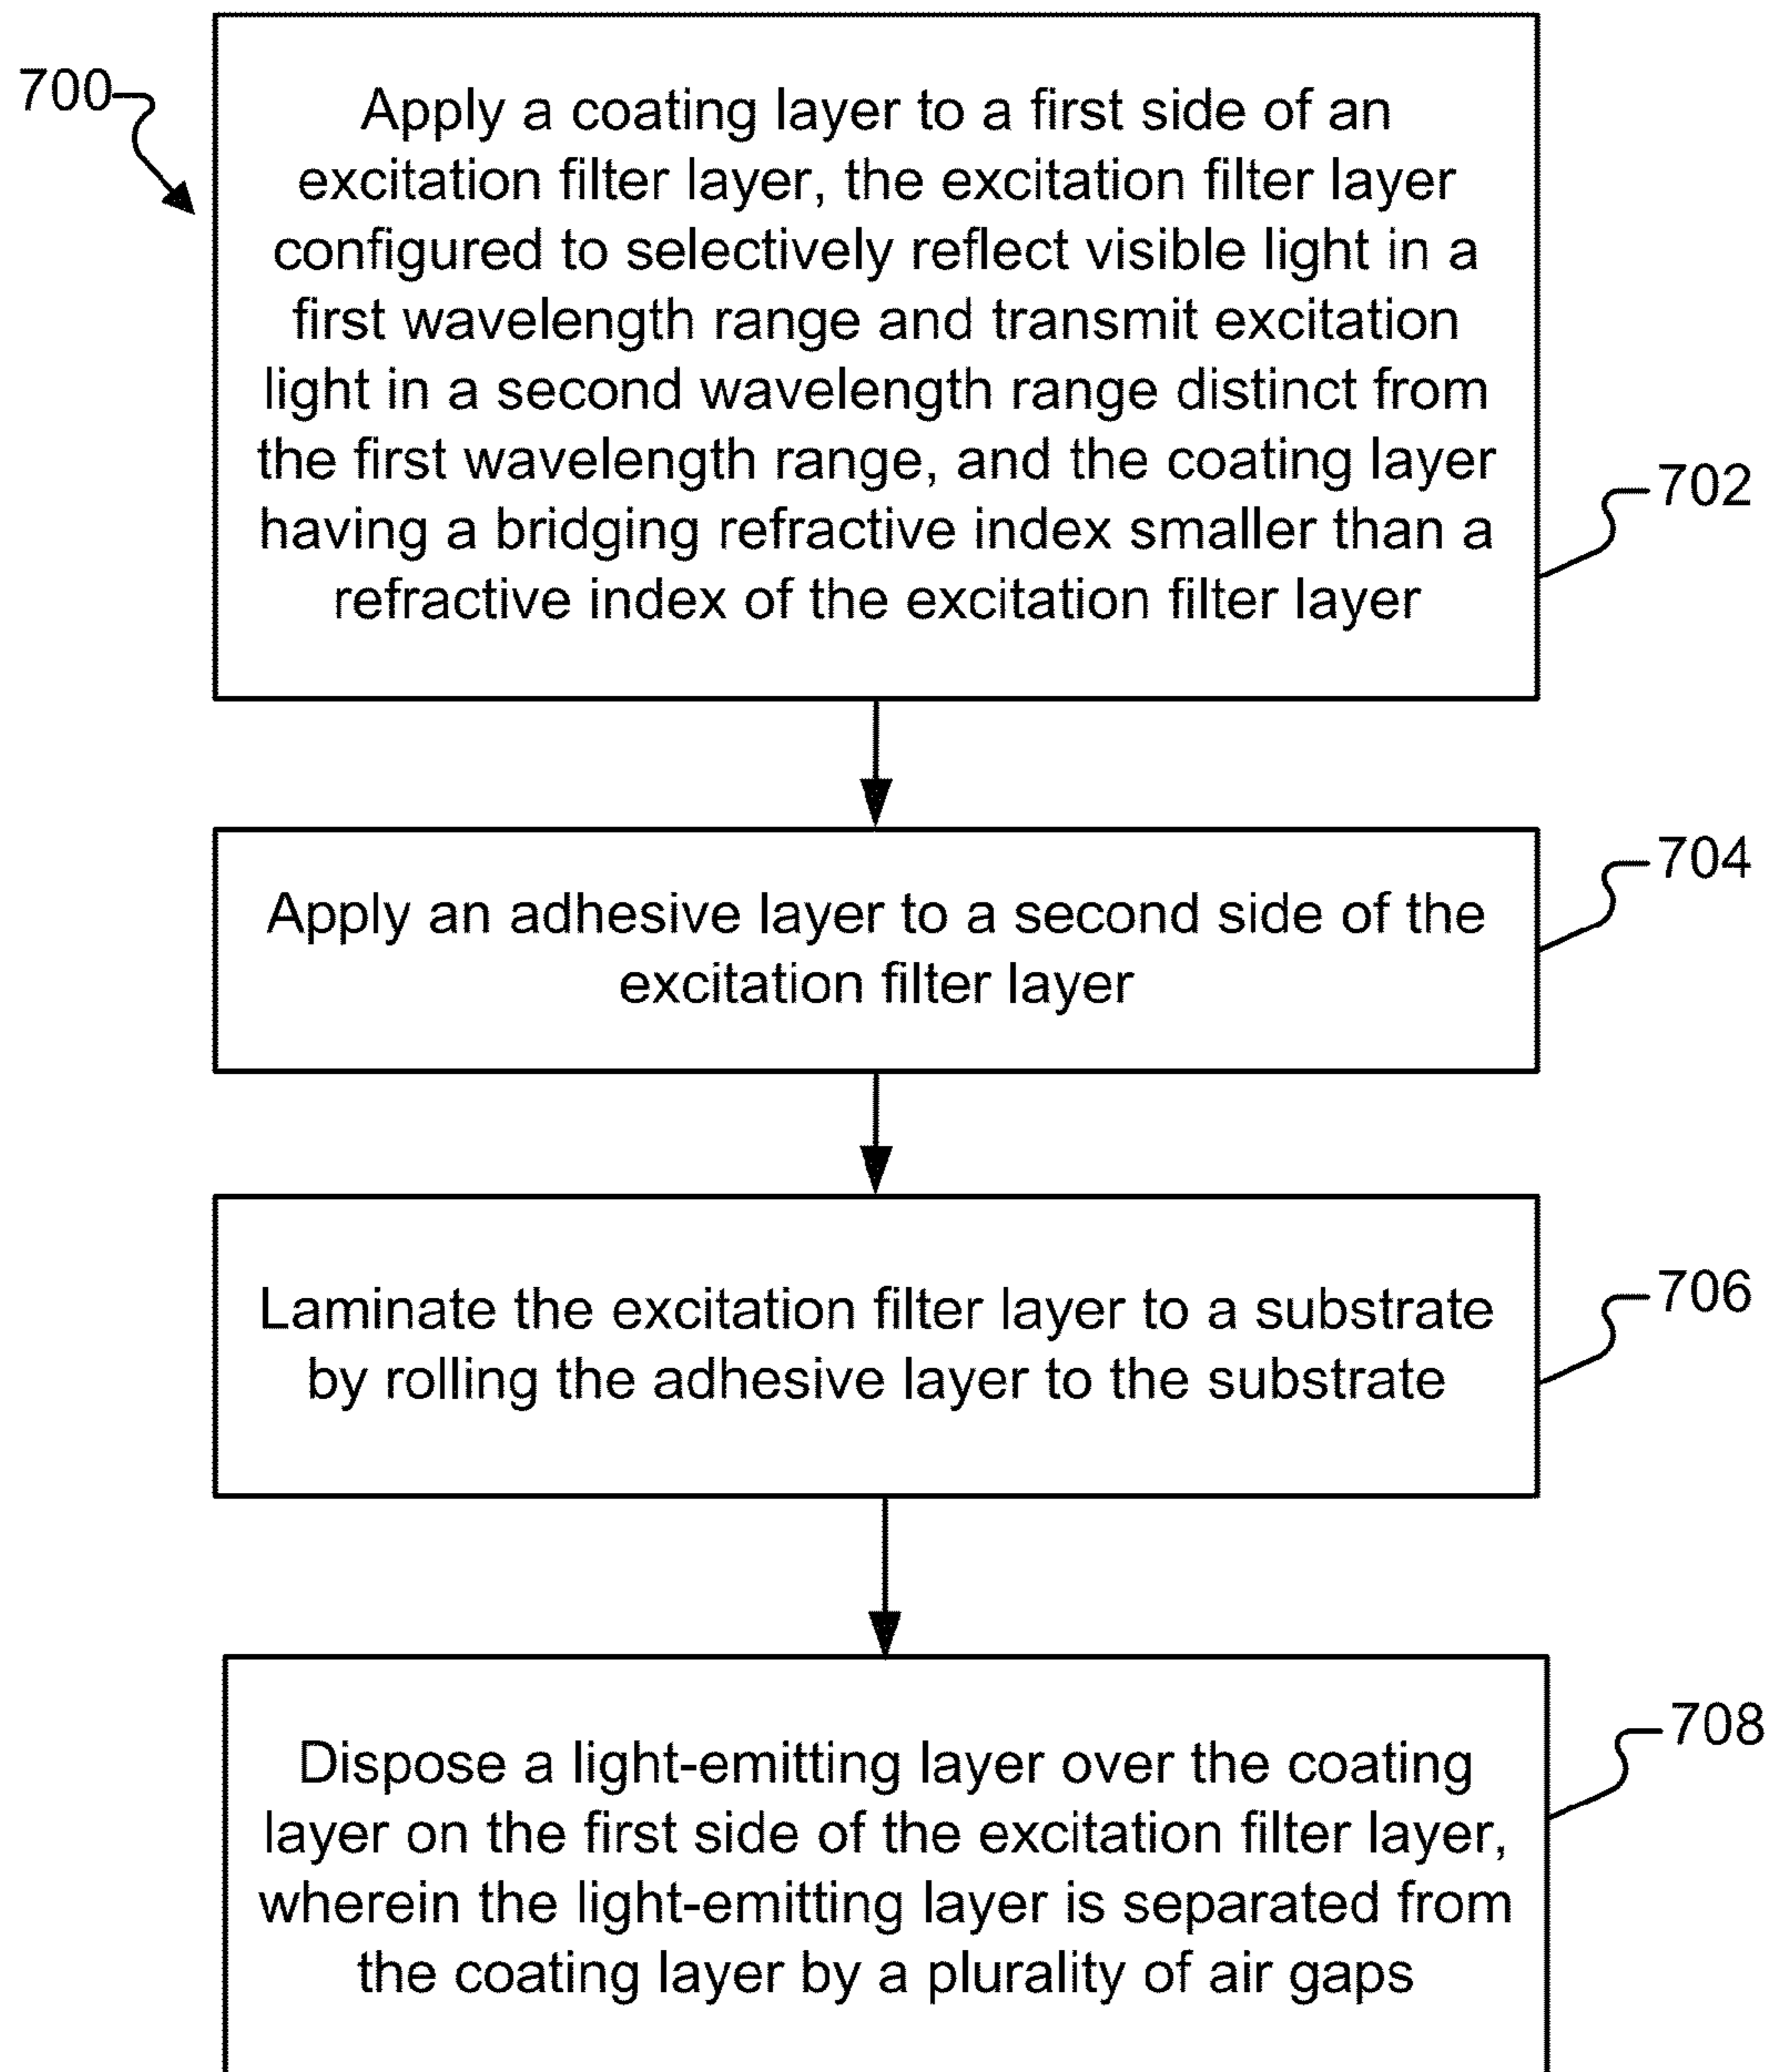 700
Apply a coating layer to a first side of an
excitation filter layer, the excitation filter layer
configured to selectively reflect visible light in a
first wavelength range and transmit excitation
light in a second wavelength range distinct from
the first wavelength range, and the coating layer
having a bridging refractive index smaller than a
refractive index of the excitation filter layer
702
Apply an adhesive layer to a second side of the
excitation filter layer
704
Laminate the excitation filter layer to a substrate
by rolling the adhesive layer to the substrate
706
Dispose a light-emitting layer over the coating
layer on the first side of the excitation filter layer,
wherein the light-emitting layer is separated from
the coating layer by a plurality of air gaps
708